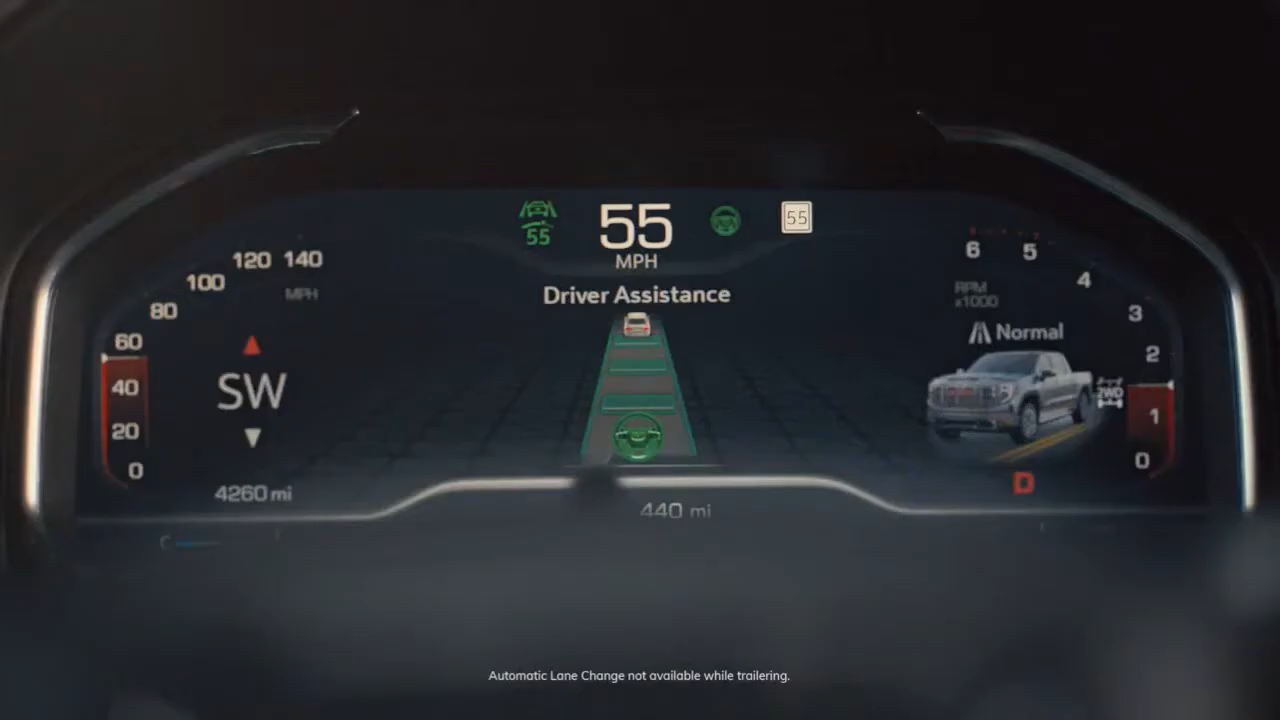 55
55
MPH
55
Driver Assistance
140
120
100
80
60
40
20
0
MPH
SW
4260 mi
440 mi
6
5
4
3
2
1
0
RPM
x1000
Normal
2WD
D
Automatic Lane Change not available while trailering.